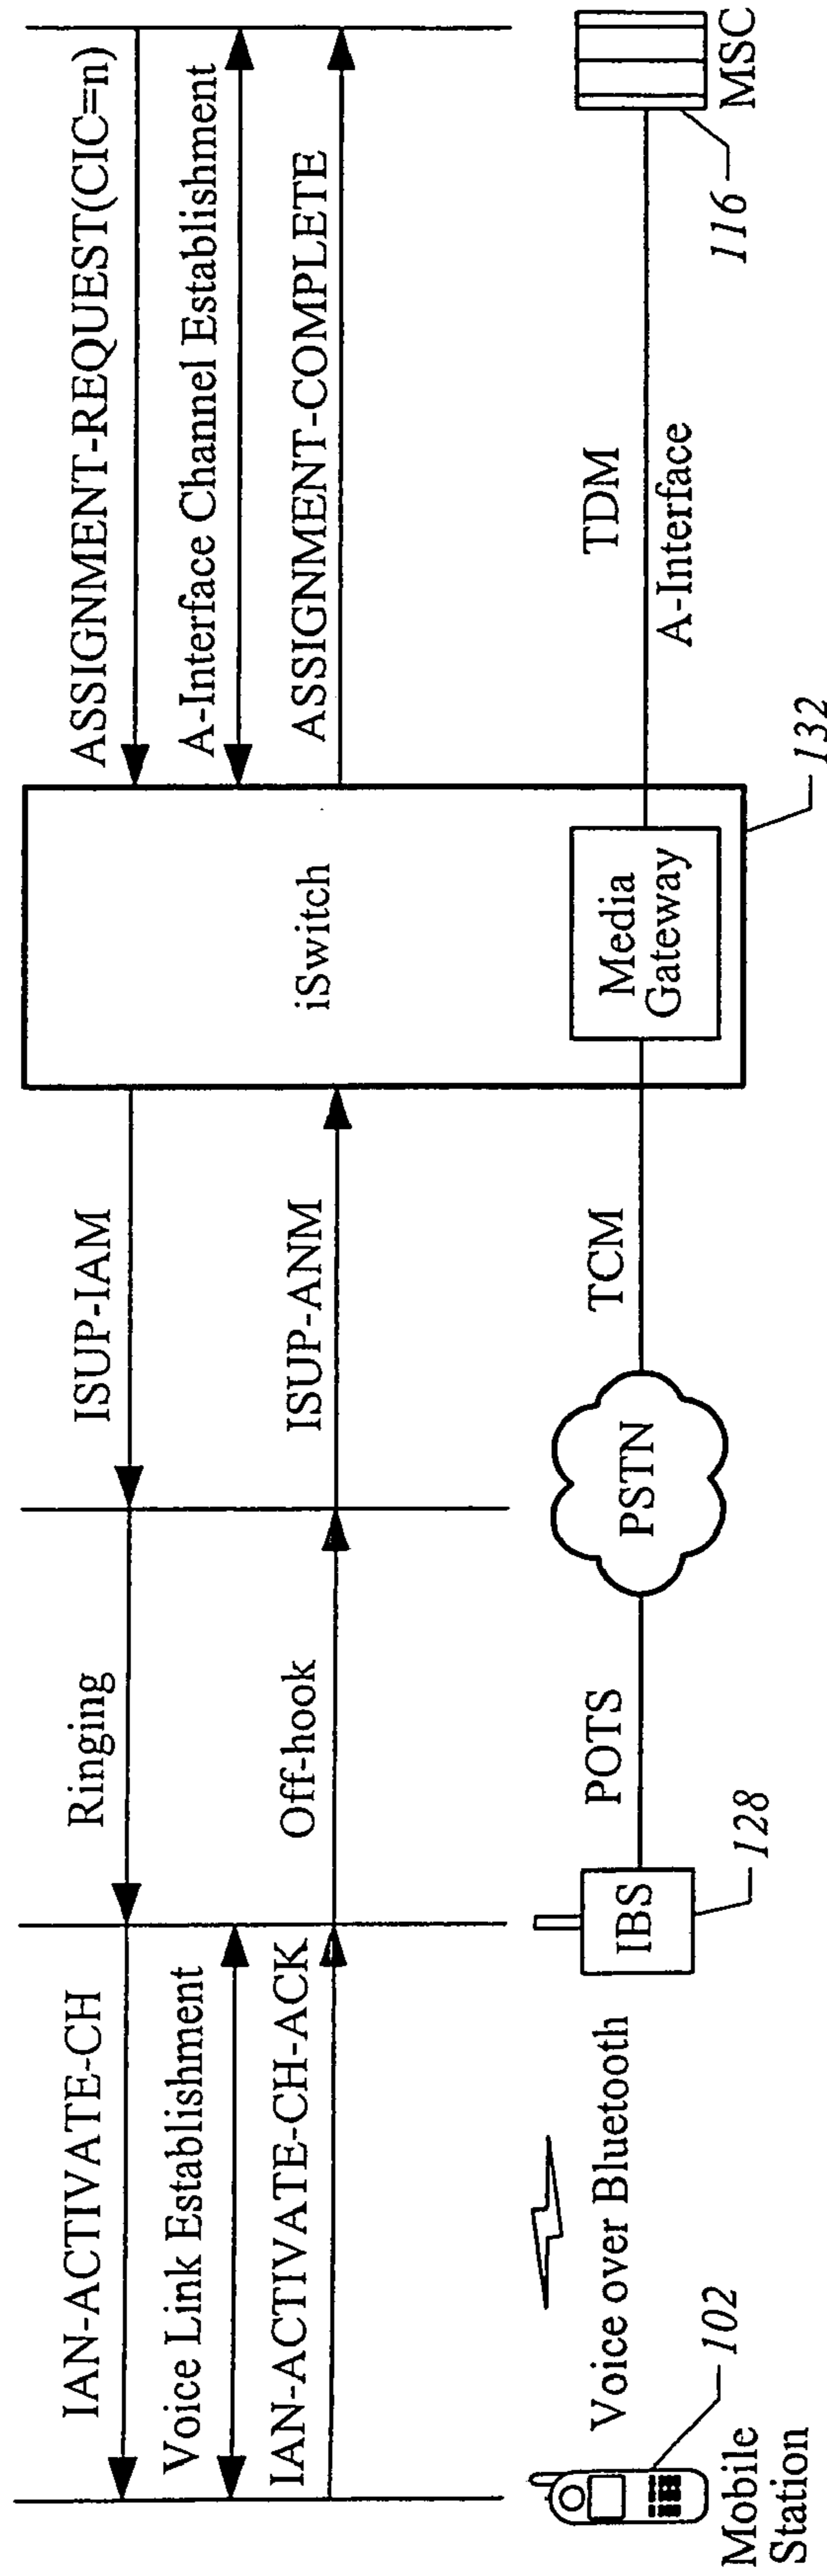 IAN-ACTIVATE-CH
Ringing
ISUP-IAM
ASSIGNMENT-REQUEST(CIC=n)
Voice Link Establishment
A-Interface Channel Establishment
IAN-ACTIVATE-CH-ACK
Off-hook
ISUP-ANM
iSwitch
ASSIGNMENT-COMPLETE
Voice over Bluetooth
IBS
POTS
PSTN
TCM
Media
Gateway
TDM
A-Interface
102
128
132
116
Mobile
Station
MSC